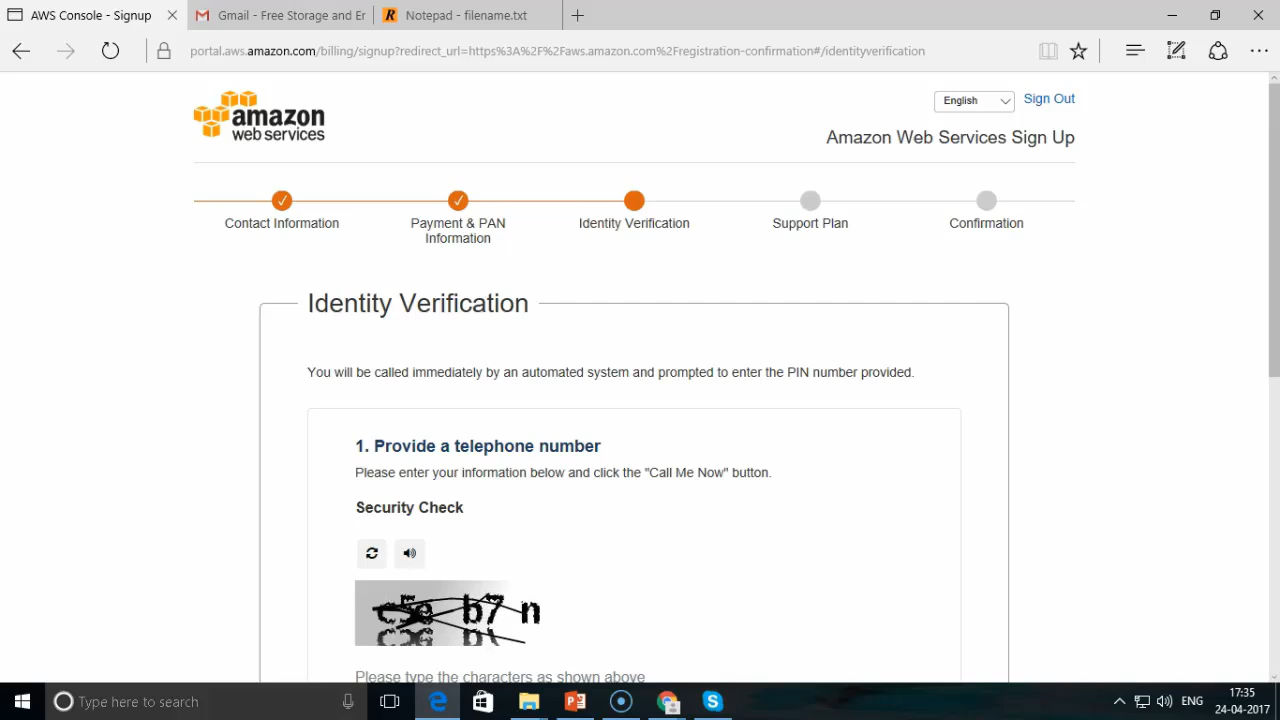 AWS Console - Signup
Gmail - Free Storage and Er
Notepad - filename.txt
portal.aws.amazon.com/billing/signup?redirect_url=https%3A%2F%2Faws.amazon.com%2Fregistration-confirmation#/identityverification
amazon
web services
English
Sign Out
Amazon Web Services Sign Up
Contact Information
Payment & PAN
Information
Identity Verification
Support Plan
Confirmation
Identity Verification
You will be called immediately by an automated system and prompted to enter the PIN number provided.
1. Provide a telephone number
Please enter your information below and click the "Call Me Now" button.
Security Check
Please type the characters as shown above
Type here to search
ENG
17:35
24-04-2017